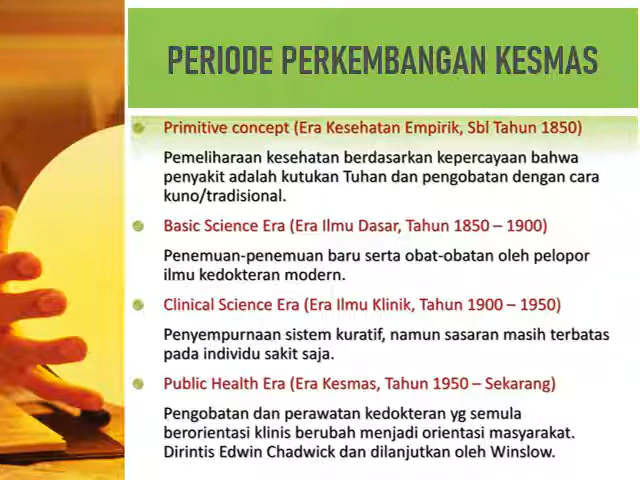 PERIODE PERKEMBANGAN KESMAS
Primitive concept (Era Kesehatan Empirik, Sbl Tahun 1850)
Pemeliharaan kesehatan berdasarkan kepercayaan bahwa
penyakit adalah kutukan Tuhan dan pengobatan dengan cara
kuno/tradisional.
Basic Science Era (Era Ilmu Dasar, Tahun 1850 – 1900)
Penemuan-penemuan baru serta obat-obatan oleh pelopor
ilmu kedokteran modern.
Clinical Science Era (Era Ilmu Klinik, Tahun 1900 – 1950)
Penyempurnaan sistem kuratif, namun sasaran masih terbatas
pada individu sakit saja.
Public Health Era (Era Kesmas, Tahun 1950 – Sekarang)
Pengobatan dan perawatan kedokteran yg semula
berorientasi klinis berubah menjadi orientasi masyarakat.
Dirintis Edwin Chadwick dan dilanjutkan oleh Winslow.